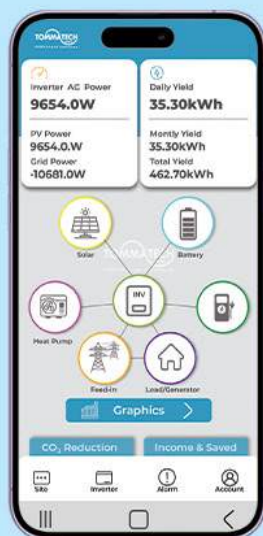 TOMMATECH
Inverter AC Power
9654.0W
PV Power
9654.0.W
Grid Power
-10681.0W
Daily Yield
35.30kWh
Montly Yield
35.30kWh
Total Yield
462.70kWh
Solar
Battery
TOMMATECH
INV
Heat Pump
Feed-in
Load/Generator
Graphics
CO₂ Reduction
Income & Saved
Site
Inverter
Alarm
Account